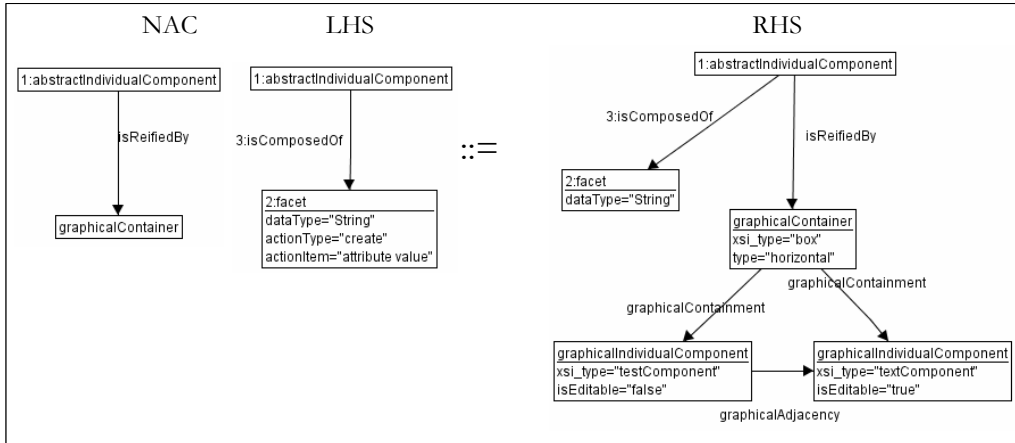 NAC
LHS
RHS
1:abstractIndividualComponent
isReifiedBy
graphicalContainer
1:abstractIndividualComponent
3:isComposedOf
2:facet
dataType="String"
actionType="create"
actionItem="attribute value"
::=
1:abstractIndividualComponent
3:isComposedOf
isReifiedBy
2:facet
dataType="String"
graphicalContainer
xsi_type="box"
type="horizontal"
graphicalContainment
graphicalContainment
graphicalIndividualComponent
xsi_type="testComponent"
isEditable="false"
graphicalIndividualComponent
xsi_type="textComponent"
isEditable="true"
graphicalAdjacency